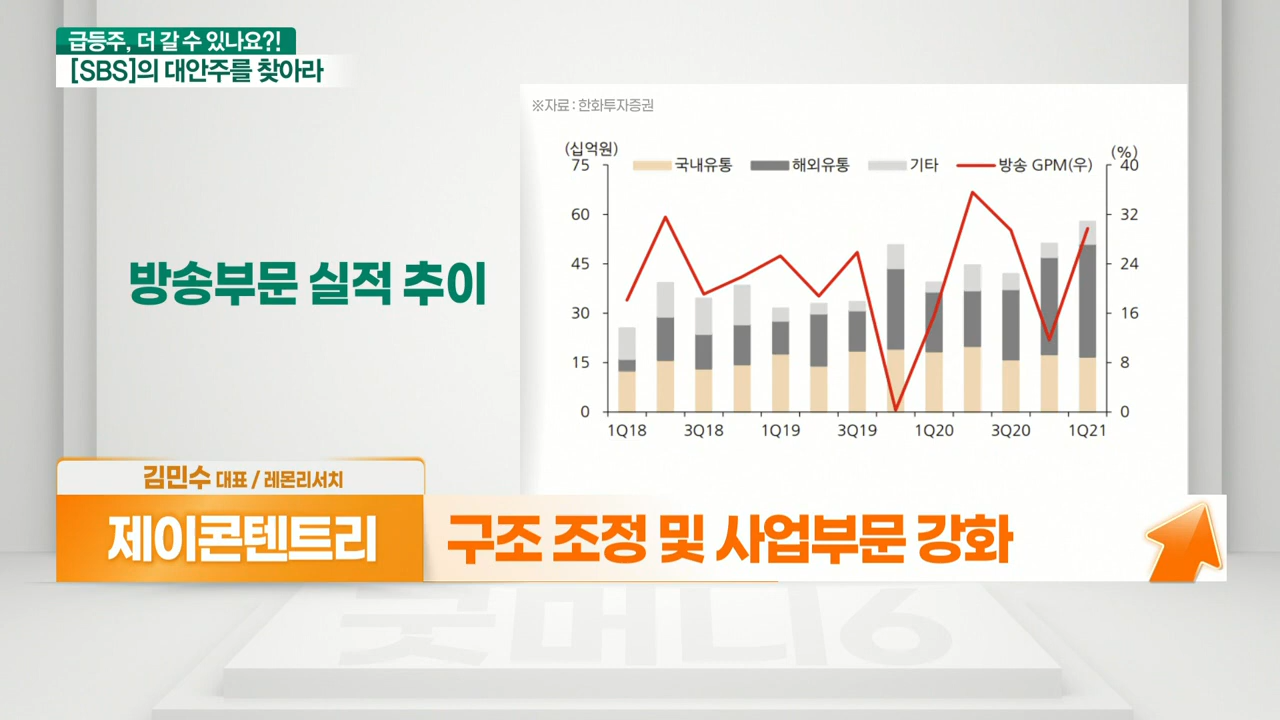 급등주, 더 갈 수 있나요?!
[SBS]의 대안주를 찾아라
※자료 : 한화투자증권
방송부문 실적 추이
(십억원) (%)
국내유통 해외유통 기타 방송 GPM(우)
75 40
60 32
45 24
30 16
15 8
0 0
1Q18 3Q18 1Q19 3Q19 1Q20 3Q20 1Q21
김민수 대표 / 레몬리서치
제이콘텐트리
구조 조정 및 사업부문 강화
굿머니6